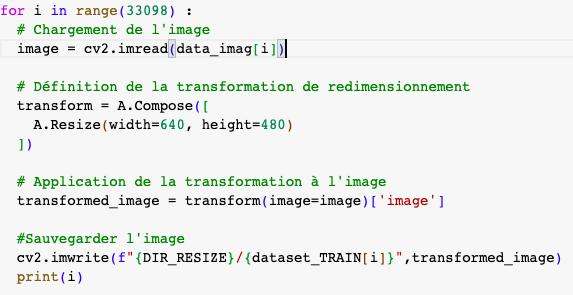 for i in range(33098) :
# Chargement de l'image
image = cv2.imread(data_imag[i])
# Définition de la transformation de redimensionnement
transform = A.Compose([
A.Resize(width=640, height=480)
])
# Application de la transformation à l'image
transformed_image = transform(image=image)['image']
#Sauvegarder l'image
cv2.imwrite(f"{DIR_RESIZE}/{dataset_TRAIN[i]}",transformed_image)
print(i)